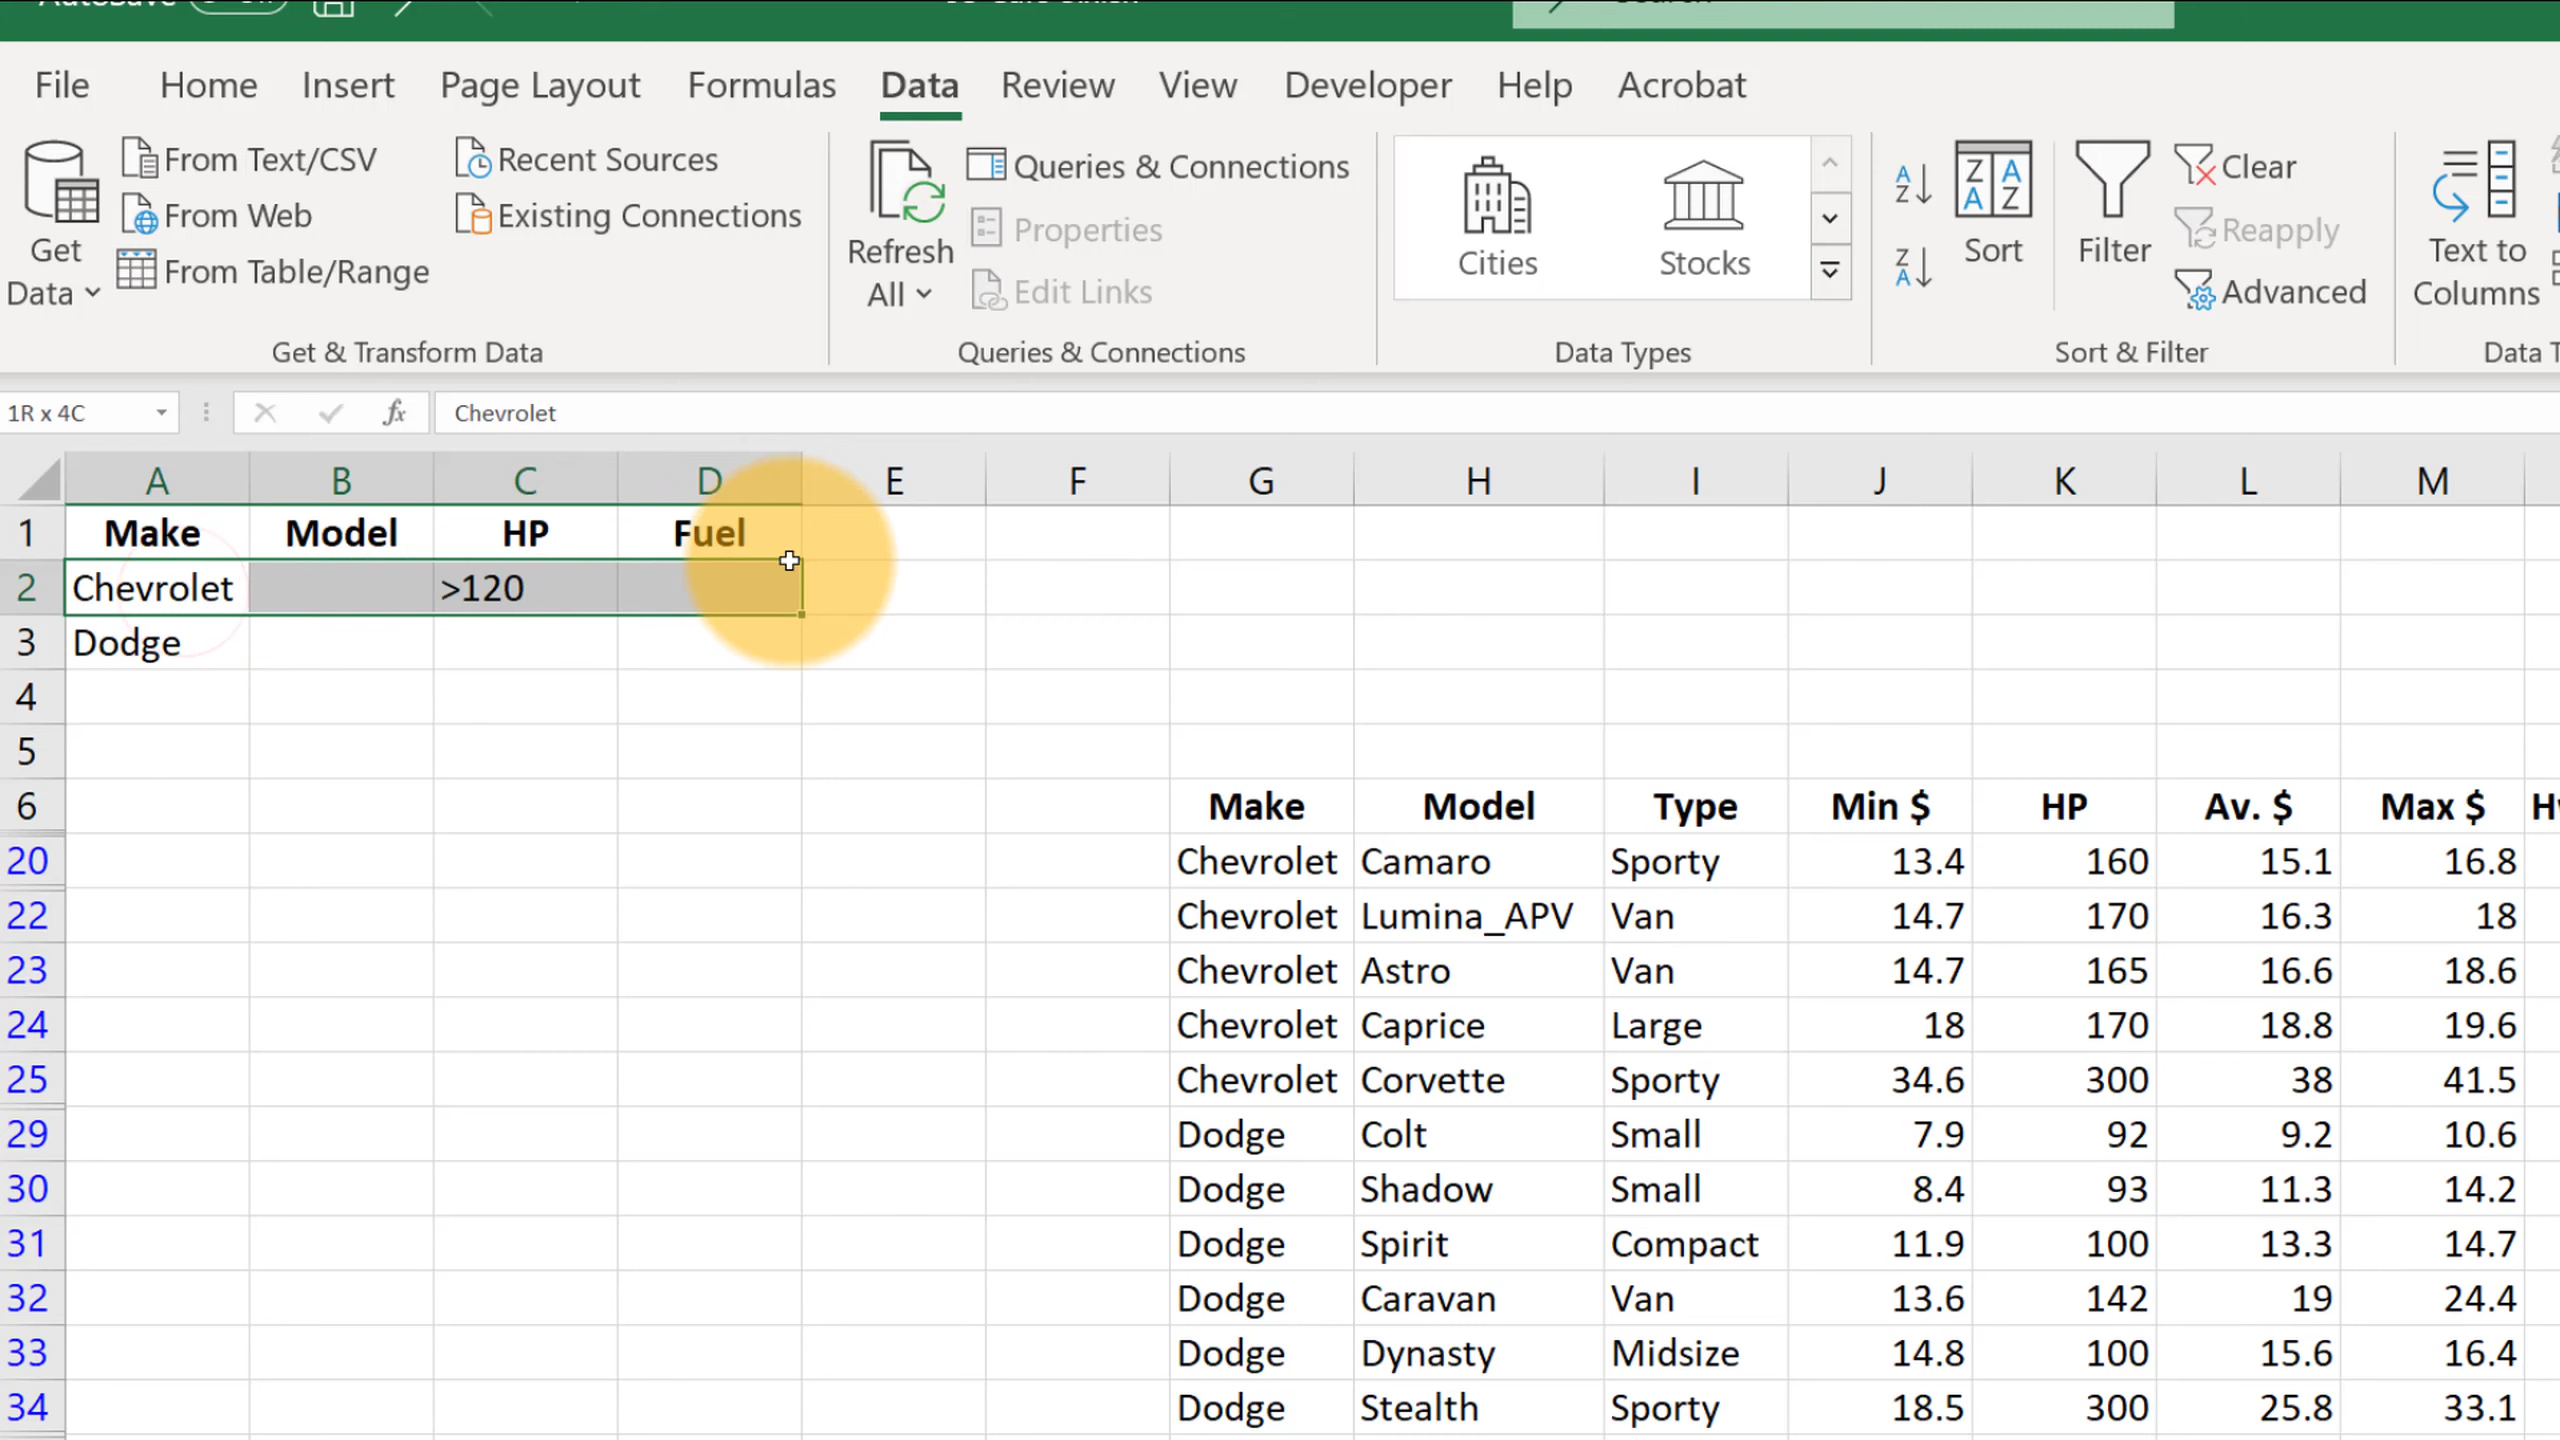 File Home Insert Page Layout Formulas Data Review View Developer Help Acrobat
Get Data
From Text/CSV
From Web
From Table/Range
Recent Sources
Existing Connections
Get & Transform Data
Refresh All
Queries & Connections
Properties
Edit Links
Queries & Connections
Cities
Stocks
Data Types
Sort
Filter
Clear
Reapply
Advanced
Sort & Filter
Text to Columns
Data T
1R x 4C fx Chevrolet
A B C D E F G H I J K L M
1 Make Model HP Fuel
2 Chevrolet >120
3 Dodge
4
5
6 Make Model Type Min $ HP Av. $ Max $
20 Chevrolet Camaro Sporty 13.4 160 15.1 16.8
22 Chevrolet Lumina_APV Van 14.7 170 16.3 18
23 Chevrolet Astro Van 14.7 165 16.6 18.6
24 Chevrolet Caprice Large 18 170 18.8 19.6
25 Chevrolet Corvette Sporty 34.6 300 38 41.5
29 Dodge Colt Small 7.9 92 9.2 10.6
30 Dodge Shadow Small 8.4 93 11.3 14.2
31 Dodge Spirit Compact 11.9 100 13.3 14.7
32 Dodge Caravan Van 13.6 142 19 24.4
33 Dodge Dynasty Midsize 14.8 100 15.6 16.4
34 Dodge Stealth Sporty 18.5 300 25.8 33.1